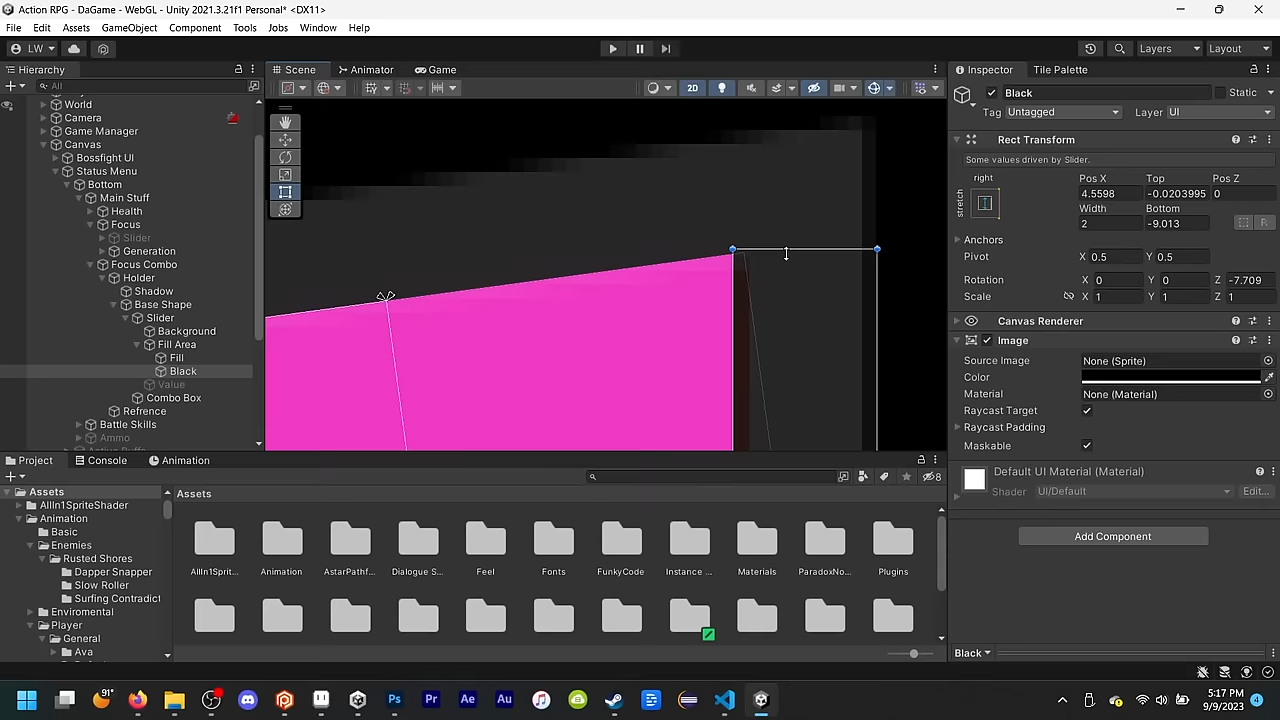 Action RPG - DaGame - WebGL - Unity 2021.3.21f1 Personal* <DX11>
File Edit Assets GameObject Component Tools Jobs Window Help
LW Layers Layout
Hierarchy Scene Animator Game Inspector Tile Palette
All 2D Black Static
Tag Untagged Layer UI
World
Camera
Game Manager
Canvas
Bossfight UI
Status Menu
Bottom
Main Stuff
Health
Focus
Slider
Generation
Focus Combo
Holder
Shadow
Base Shape
Slider
Background
Fill Area
Fill
Black
Value
Combo Box
Refrence
Battle Skills
Ammo
Rect Transform
Some values driven by Slider.
right
stretch
Pos X Top Pos Z
4.5598 -0.0203995 0
Width Bottom
2 -9.013 R
Anchors
Pivot X 0.5 Y 0.5
Rotation X 0 Y 0 Z -7.709
Scale X 1 Y 1 Z 1
Canvas Renderer
Image
Source Image None (Sprite)
Color
Material None (Material)
Raycast Target
Raycast Padding
Maskable
Default UI Material (Material)
Shader UI/Default Edit...
Add Component
Black
Project Console Animation
8
Assets
AllIn1SpriteShader
Animation
Basic
Enemies
Rusted Shores
Dapper Snapper
Slow Roller
Surfing Contradict
Enviromental
Player
General
Ava
Assets
AllIn1Sprit... Animation AstarPathf... Dialogue S... Feel Fonts FunkyCode Instance ... Materials ParadoxNo... Plugins
91°
Ps Pr Ae Au
5:17 PM
9/9/2023
4